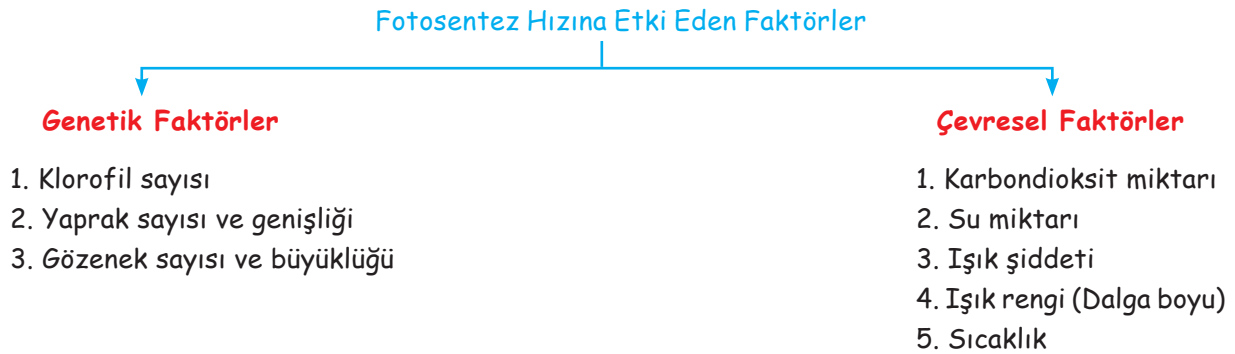 Fotosentez Hızına Etki Eden Faktörler
Genetik Faktörler
1. Klorofil sayısı
2. Yaprak sayısı ve genişliği
3. Gözenek sayısı ve büyüklüğü
Çevresel Faktörler
1. Karbondioksit miktarı
2. Su miktarı
3. Işık şiddeti
4. Işık rengi (Dalga boyu)
5. Sıcaklık